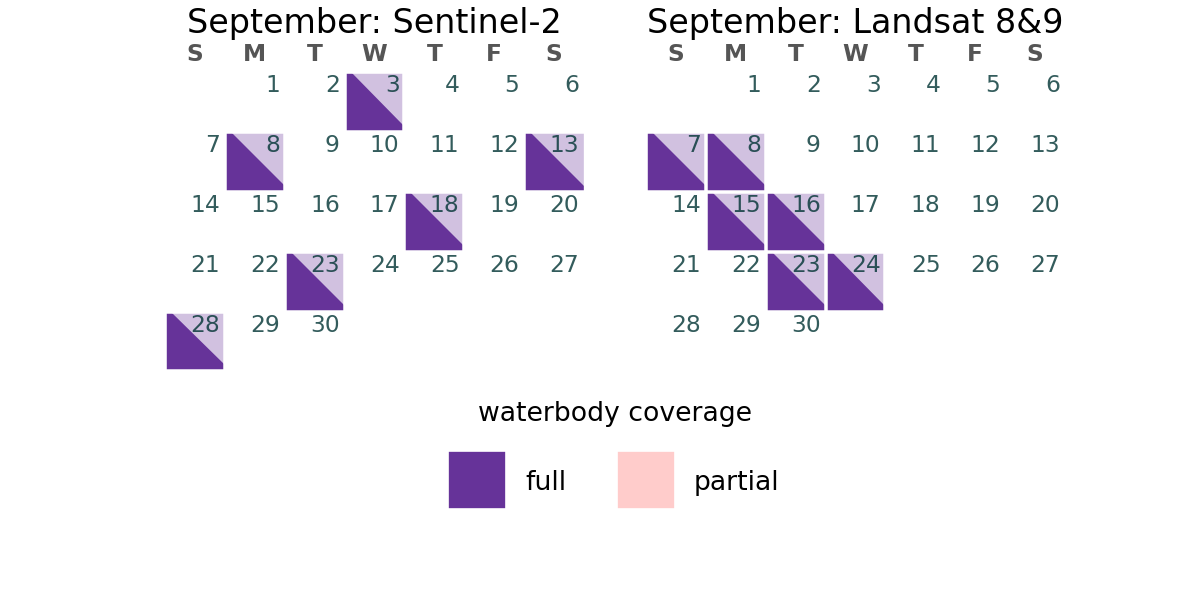 September: Sentinel-2
S M T W T F S
1 2 3 4 5 6
7 8 9 10 11 12 13
14 15 16 17 18 19 20
21 22 23 24 25 26 27
28 29 30
September: Landsat 8&9
S M T W T F S
1 2 3 4 5 6
7 8 9 10 11 12 13
14 15 16 17 18 19 20
21 22 23 24 25 26 27
28 29 30
waterbody coverage
full
partial